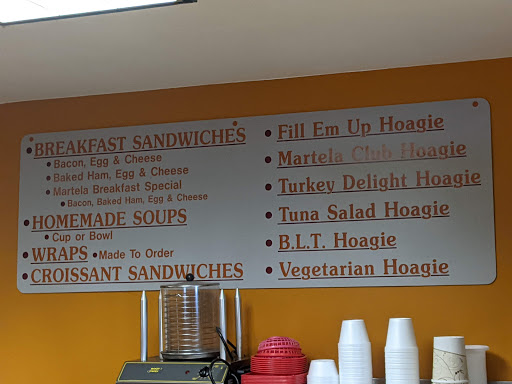 • BREAKFAST SANDWICHES
• Bacon, Egg & Cheese
• Baked Ham, Egg & Cheese
• Martela Breakfast Special
• Bacon, Baked Ham, Egg & Cheese
• HOMEMADE SOUPS
• Cup or Bowl
• WRAPS • Made To Order
• CROISSANT SANDWICHES
• Fill Em Up Hoagie
• Martela Club Hoagie
• Turkey Delight Hoagie
• Tuna Salad Hoagie
• B.L.T. Hoagie
• Vegetarian Hoagie